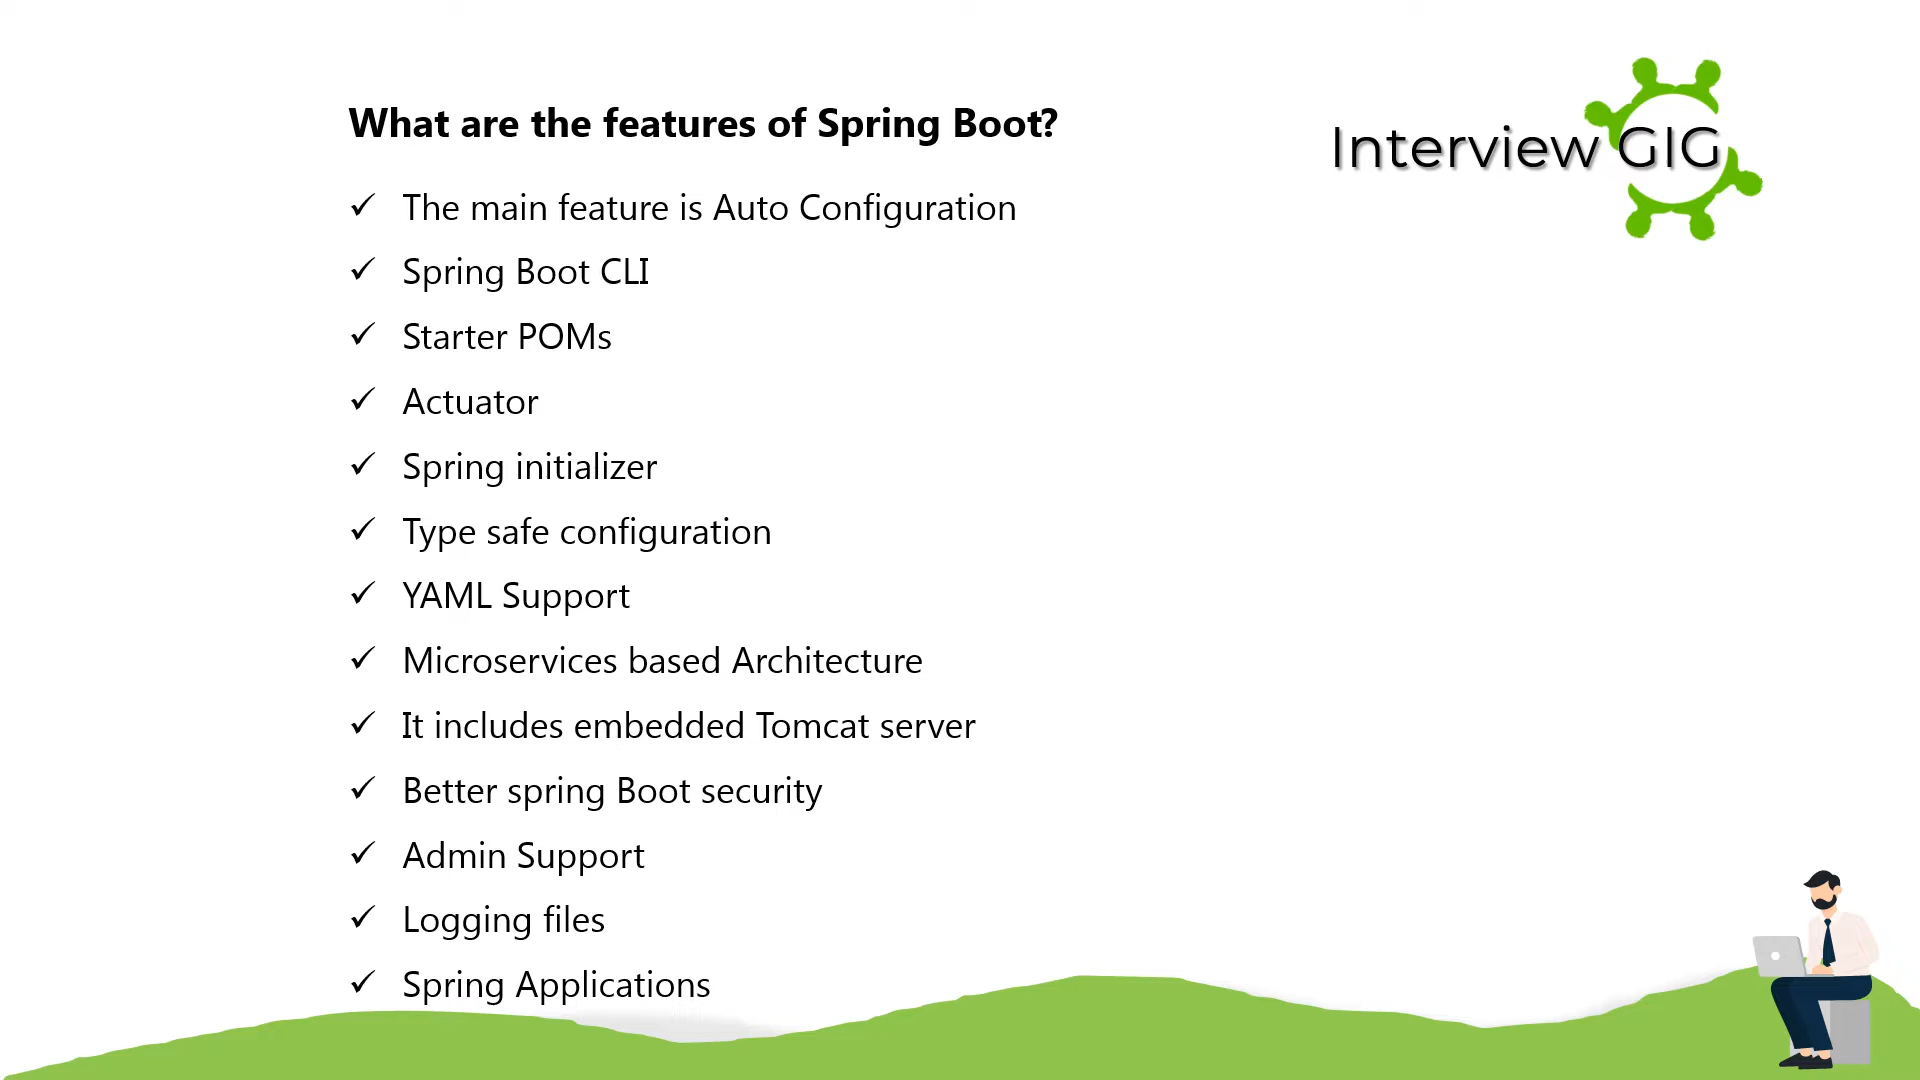 What are the features of Spring Boot?
Interview GIG
✓ The main feature is Auto Configuration
✓ Spring Boot CLI
✓ Starter POMs
✓ Actuator
✓ Spring initializer
✓ Type safe configuration
✓ YAML Support
✓ Microservices based Architecture
✓ It includes embedded Tomcat server
✓ Better spring Boot security
✓ Admin Support
✓ Logging files
✓ Spring Applications